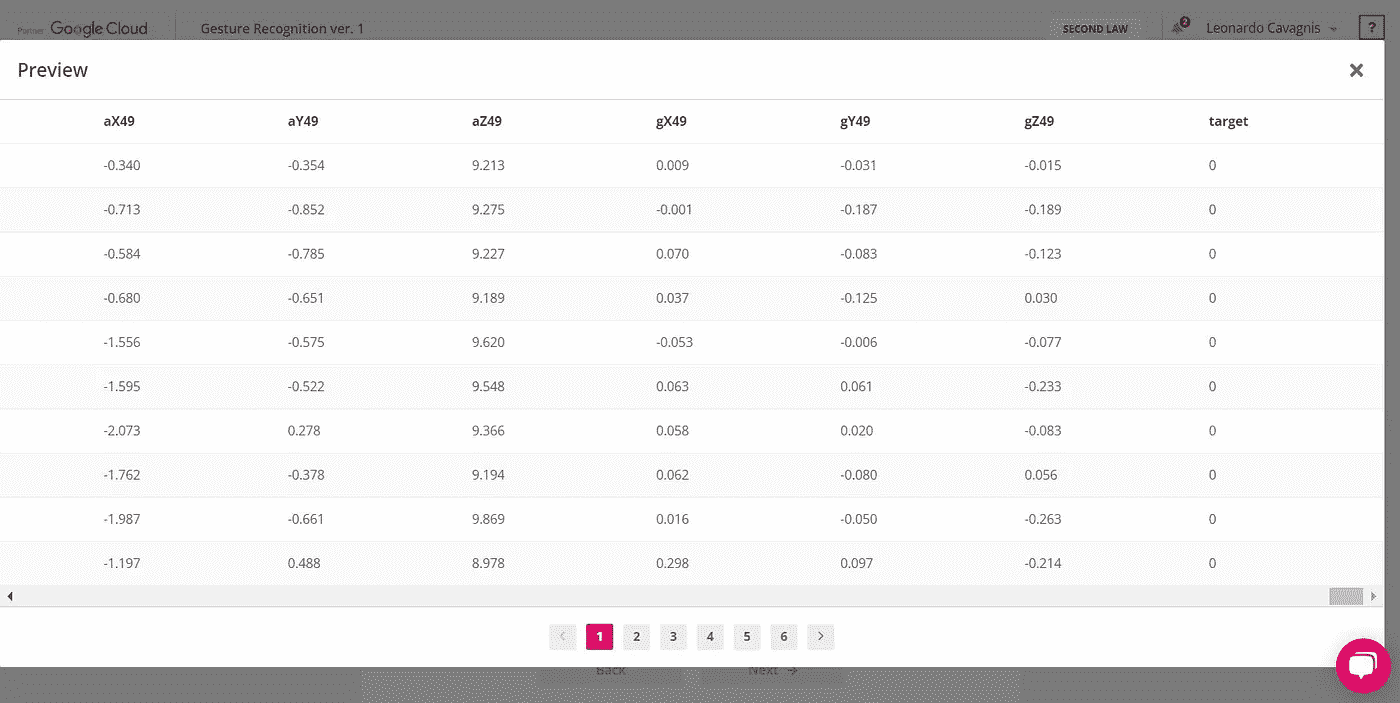 Partner Google Cloud Gesture Recognition ver. 1 SECOND LAW 2 Leonardo Cavagnis ?
Preview
aX49 aY49 aZ49 gX49 gY49 gZ49 target
-0.340 -0.354 9.213 0.009 -0.031 -0.015 0
-0.713 -0.852 9.275 -0.001 -0.187 -0.189 0
-0.584 -0.785 9.227 0.070 -0.083 -0.123 0
-0.680 -0.651 9.189 0.037 -0.125 0.030 0
-1.556 -0.575 9.620 -0.053 -0.006 -0.077 0
-1.595 -0.522 9.548 0.063 0.061 -0.233 0
-2.073 0.278 9.366 0.058 0.020 -0.083 0
-1.762 -0.378 9.194 0.062 -0.080 0.056 0
-1.987 -0.661 9.869 0.016 -0.050 -0.263 0
-1.197 0.488 8.978 0.298 0.097 -0.214 0
1 2 3 4 5 6
Back Next